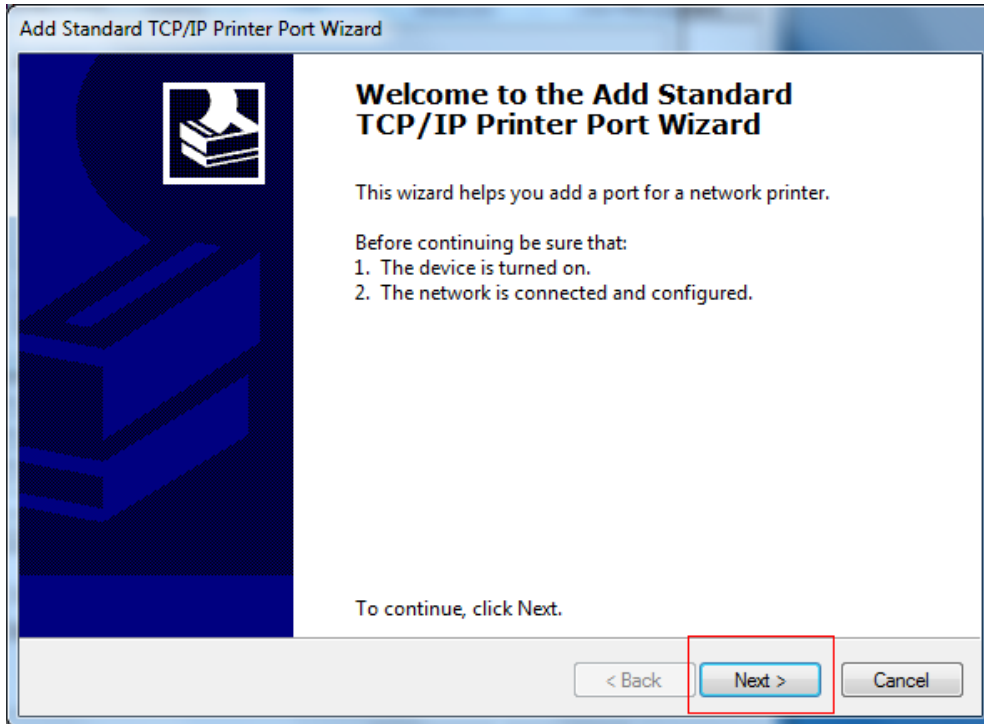 Add Standard TCP/IP Printer Port Wizard
Welcome to the Add Standard
TCP/IP Printer Port Wizard
This wizard helps you add a port for a network printer.
Before continuing be sure that:
1. The device is turned on.
2. The network is connected and configured.
To continue, click Next.
< Back Next > Cancel